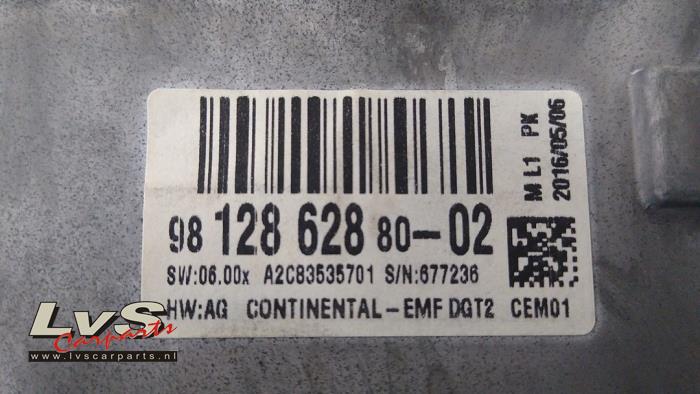 98 128 628 80-02
SW:06.00x A2C83535701 S/N:677236
HW:AG CONTINENTAL-EMF DGT2 CEM01
M L1 PK
2016/05/06
LvS
Carparts
www.lvscarparts.nl